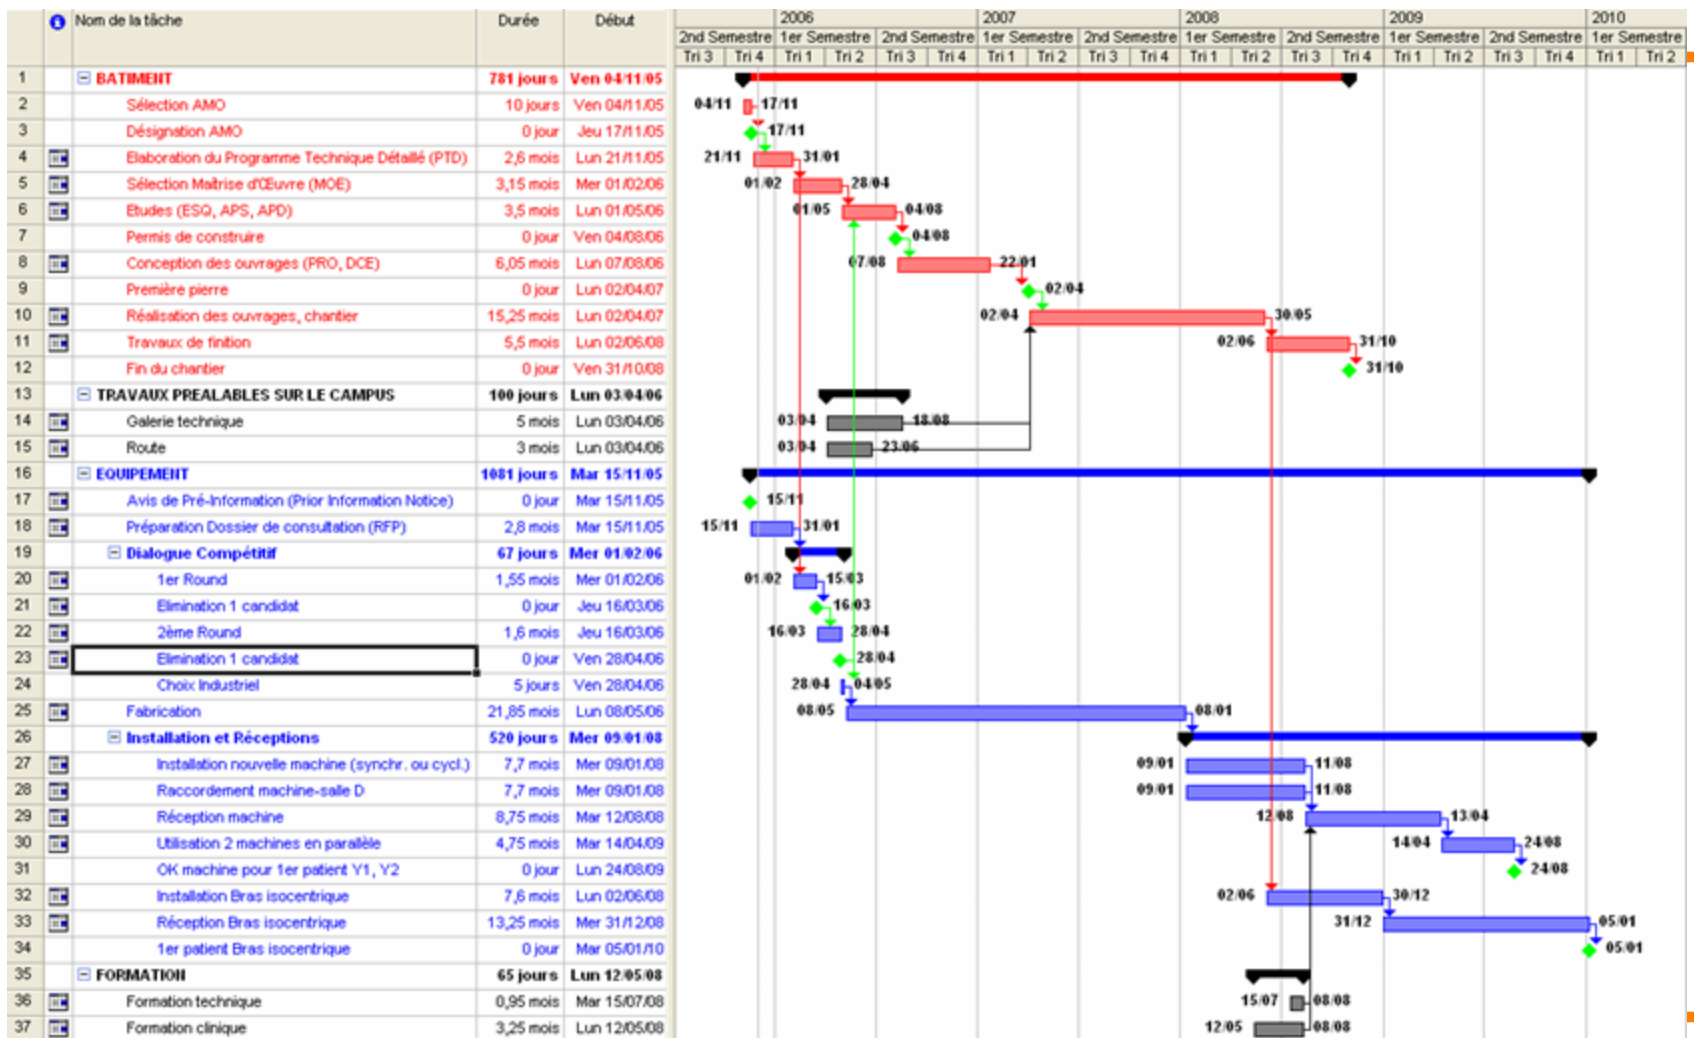 Nom de la tâche Durée Début 2006 2007 2008 2009 2010
2nd Semestre 1er Semestre 2nd Semestre 1er Semestre 2nd Semestre 1er Semestre 2nd Semestre 1er Semestre 2nd Semestre 1er Semestre
Tri 3 Tri 4 Tri 1 Tri 2 Tri 3 Tri 4 Tri 1 Tri 2 Tri 3 Tri 4 Tri 1 Tri 2 Tri 3 Tri 4 Tri 1 Tri 2 Tri 3 Tri 4 Tri 1 Tri 2
1 BATIMENT 781 jours Ven 04/11/05
2 Sélection AMO 10 jours Ven 04/11/05 04/11 17/11
3 Désignation AMO 0 jour Jeu 17/11/05 17/11
4 Elaboration du Programme Technique Détaillé (PTD) 2,6 mois Lun 21/11/05 21/11 31/01
5 Sélection Maîtrise d'Œuvre (MOE) 3,15 mois Mer 01/02/06 01/02 28/04
6 Etudes (ESQ, APS, APD) 3,5 mois Lun 01/05/06 01/05 04/08
7 Permis de construire 0 jour Ven 04/08/06 04/08
8 Conception des ouvrages (PRO, DCE) 6,05 mois Lun 07/08/06 07/08 22/01
9 Première pierre 0 jour Lun 02/04/07 02/04
10 Réalisation des ouvrages, chantier 15,25 mois Lun 02/04/07 02/04 30/05
11 Travaux de finition 5,5 mois Lun 02/06/08 02/06 31/10
12 Fin du chantier 0 jour Ven 31/10/08 31/10
13 TRAVAUX PREALABLES SUR LE CAMPUS 100 jours Lun 03/04/06
14 Galerie technique 5 mois Lun 03/04/06 03/04 18/08
15 Route 3 mois Lun 03/04/06 03/04 23/06
16 EQUIPEMENT 1081 jours Mar 15/11/05
17 Avis de Pré-Information (Prior Information Notice) 0 jour Mar 15/11/05 15/11
18 Préparation Dossier de consultation (RFP) 2,8 mois Mar 15/11/05 15/11 31/01
19 Dialogue Compétitif 67 jours Mer 01/02/06
20 1er Round 1,55 mois Mer 01/02/06 01/02 15/03
21 Elimination 1 candidat 0 jour Jeu 16/03/06 16/03
22 2ème Round 1,6 mois Jeu 16/03/06 16/03 28/04
23 Elimination 1 candidat 0 jour Ven 28/04/06 28/04
24 Choix Industriel 5 jours Ven 28/04/06 28/04 04/05
25 Fabrication 21,85 mois Lun 08/05/06 08/05 08/01
26 Installation et Réceptions 520 jours Mer 09/01/08
27 Installation nouvelle machine (synchr. ou cycl.) 7,7 mois Mer 09/01/08 09/01 11/08
28 Raccordement machine-salle D 7,7 mois Mer 09/01/08 09/01 11/08
29 Réception machine 8,75 mois Mar 12/08/08 12/08 13/04
30 Utilisation 2 machines en parallèle 4,75 mois Mar 14/04/09 14/04 24/08
31 OK machine pour 1er patient Y1, Y2 0 jour Lun 24/08/09 24/08
32 Installation Bras isocentrique 7,6 mois Lun 02/06/08 02/06 30/12
33 Réception Bras isocentrique 13,25 mois Mer 31/12/08 31/12 05/01
34 1er patient Bras isocentrique 0 jour Mar 05/01/10 05/01
35 FORMATION 65 jours Lun 12/05/08
36 Formation technique 0,95 mois Mar 15/07/08 15/07 08/08
37 Formation clinique 3,25 mois Lun 12/05/08 12/05 08/08